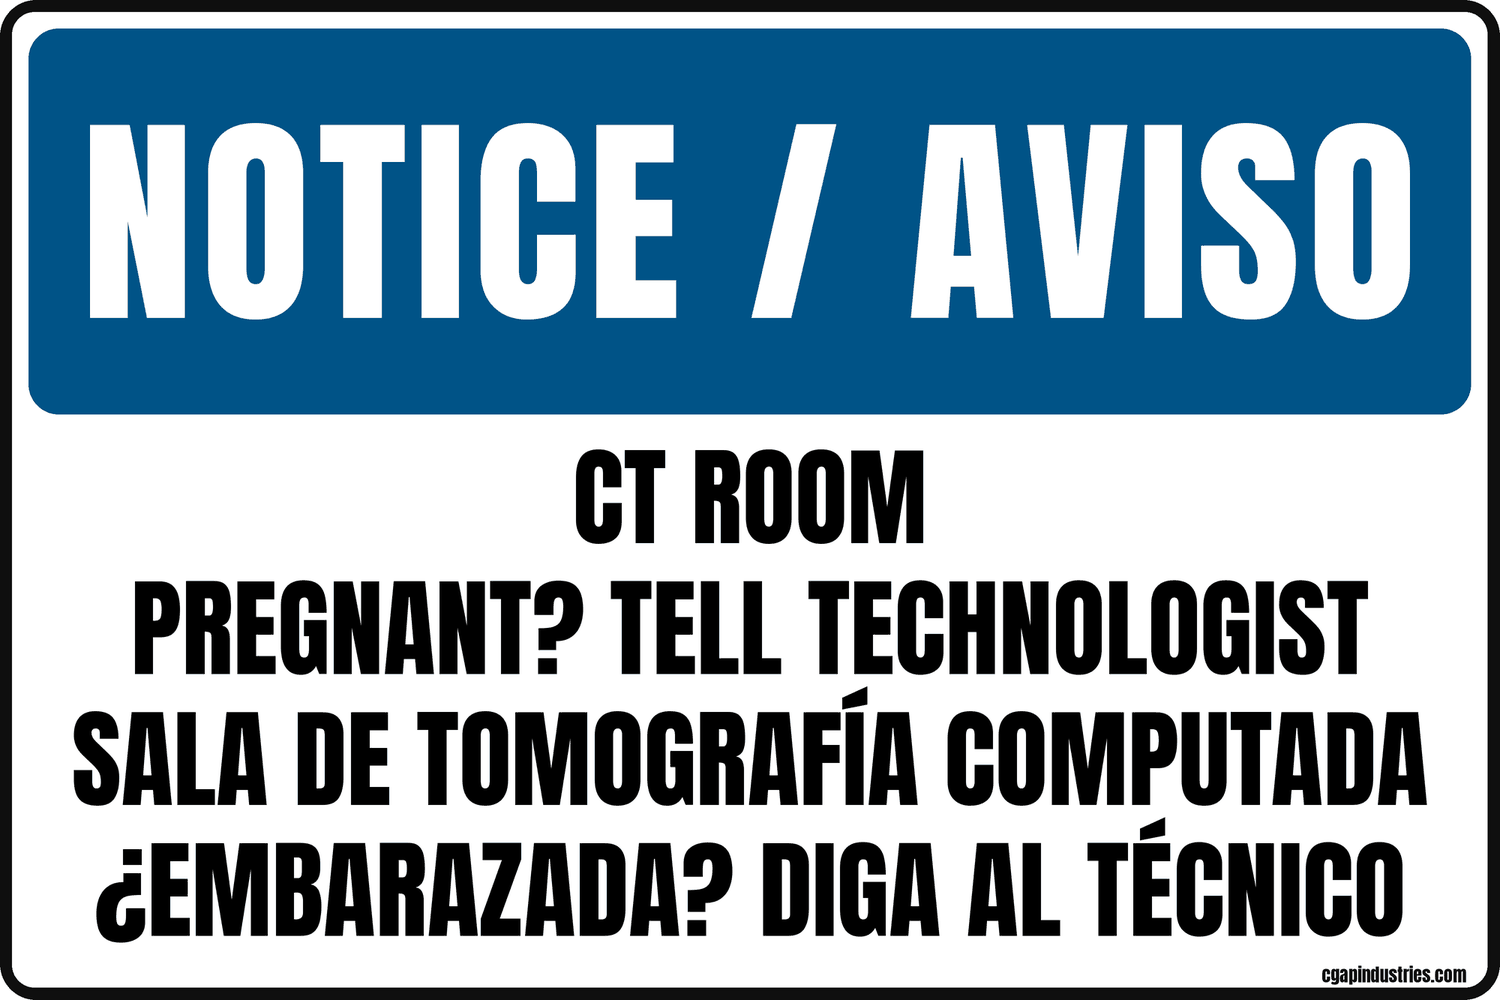 NOTICE / AVISO
CT ROOM
PREGNANT? TELL TECHNOLOGIST
SALA DE TOMOGRAFÍA COMPUTADA
¿EMBARAZADA? DIGA AL TÉCNICO
cgapindustries.com